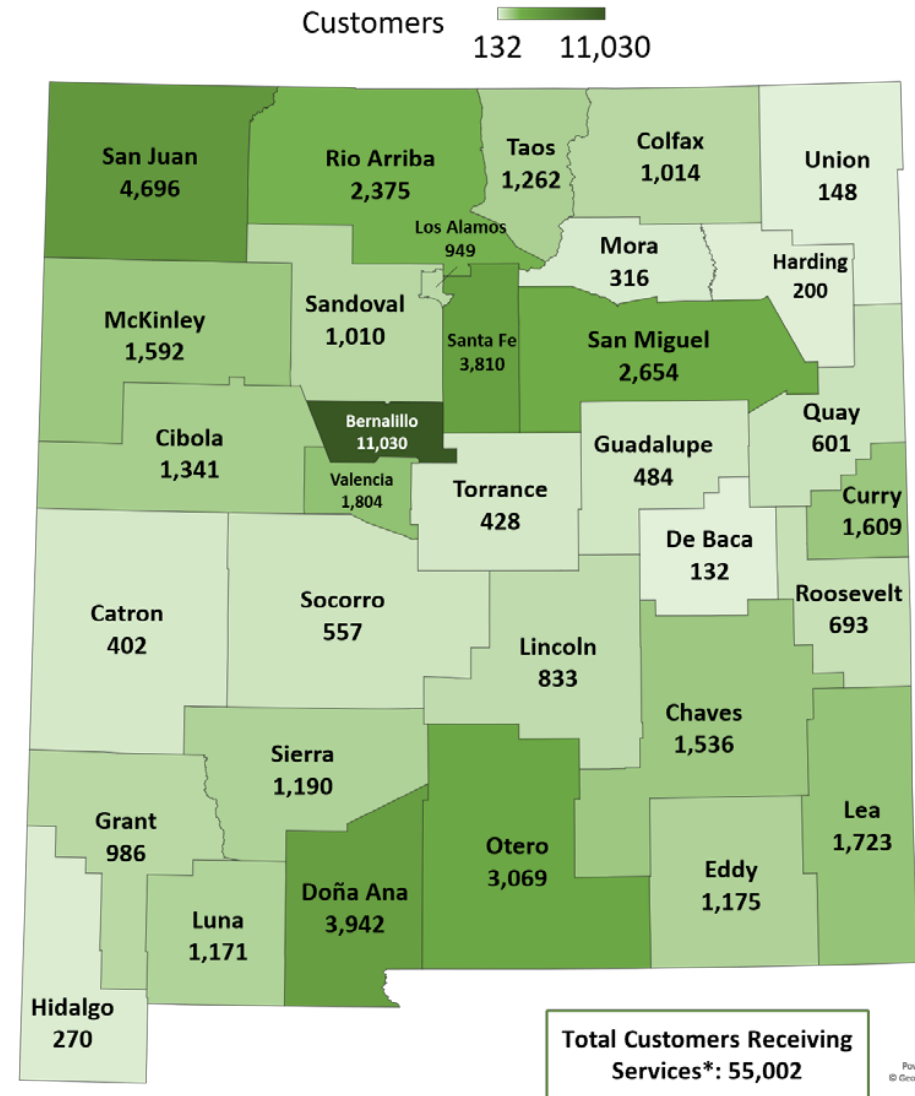 Customers
132 11,030
San Juan
4,696
Rio Arriba
2,375
Taos
1,262
Colfax
1,014
Union
148
Los Alamos
949
Mora
316
Harding
200
McKinley
1,592
Sandoval
1,010
Santa Fe
3,810
San Miguel
2,654
Quay
601
Bernalillo
11,030
Cibola
1,341
Valencia
1,804
Torrance
428
Guadalupe
484
Curry
1,609
De Baca
132
Roosevelt
693
Catron
402
Socorro
557
Lincoln
833
Chaves
1,536
Sierra
1,190
Grant
986
Lea
1,723
Otero
3,069
Eddy
1,175
Doña Ana
3,942
Luna
1,171
Hidalgo
270
Total Customers Receiving
Services*: 55,002